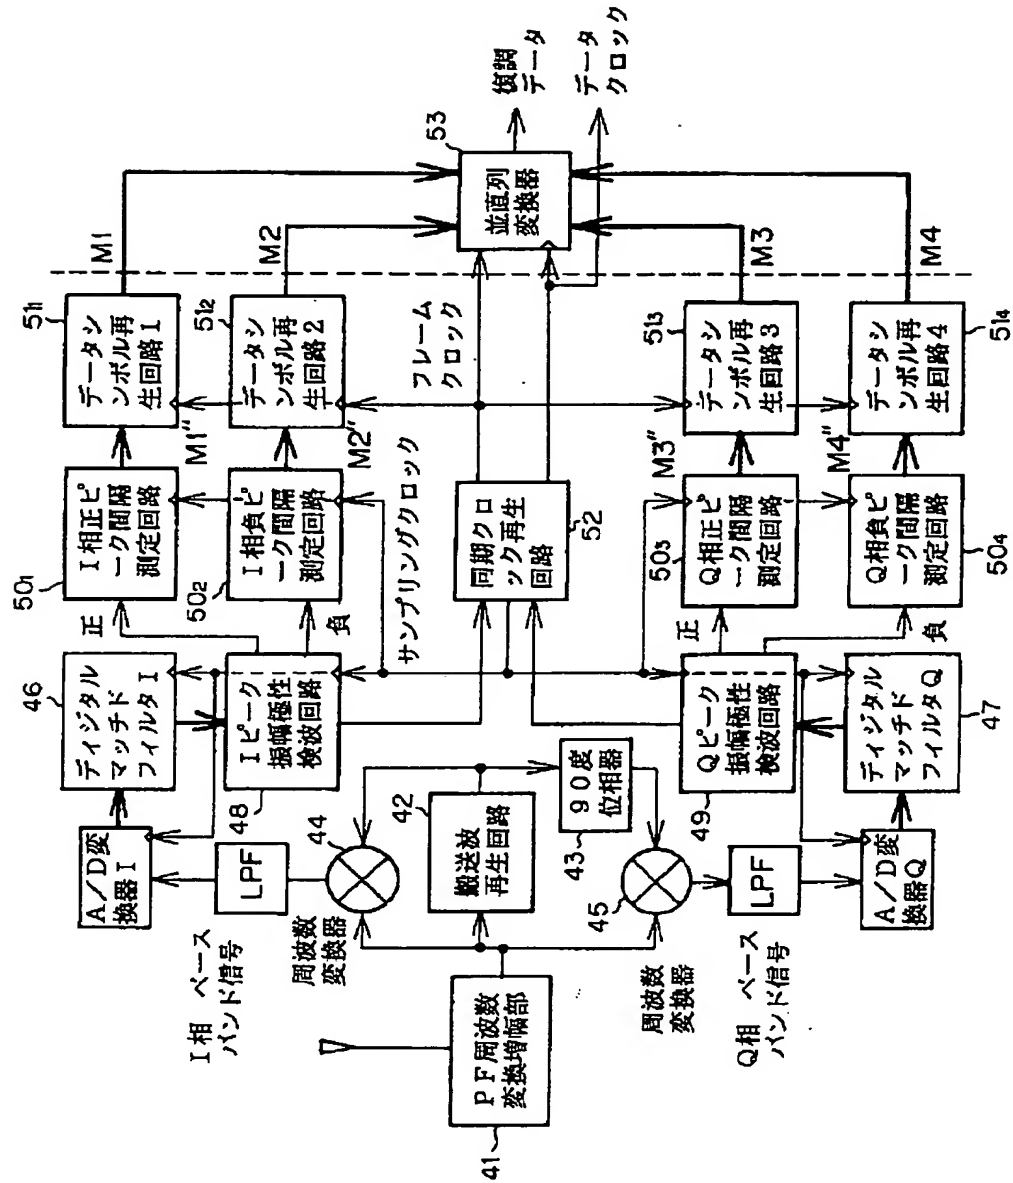 41
PF周波数
変換増幅部
I相 ベース
バンド信号
周波数
変換器
44
LPF
A/D変
換器I
46
ディジタル
マッチド
フィルタI
48
Iピーク
振幅極性
検波回路
正
負
50₁
I相正ピ
ーク間隔
測定回路
50₂
I相負ピ
ーク間隔
測定回路
M1"
M2"
51₁
データシ
ンボル再
生回路1
51₂
データシ
ンボル再
生回路2
M1
M2
42
搬送波
再生回路
43
90度
位相器
サンプリングクロック
同期クロ
ック再生
回路
52
フレーム
クロック
53
並直列
変換器
復調
データ
データ
クロック
Q相 ベース
バンド信号
周波数
変換器
45
LPF
A/D変
換器Q
47
ディジタル
マッチド
フィルタQ
49
Qピーク
振幅極性
検波回路
正
負
50₃
Q相正ピ
ーク間隔
測定回路
50₄
Q相負ピ
ーク間隔
測定回路
M3"
M4"
51₃
データシ
ンボル再
生回路3
51₄
データシ
ンボル再
生回路4
M3
M4